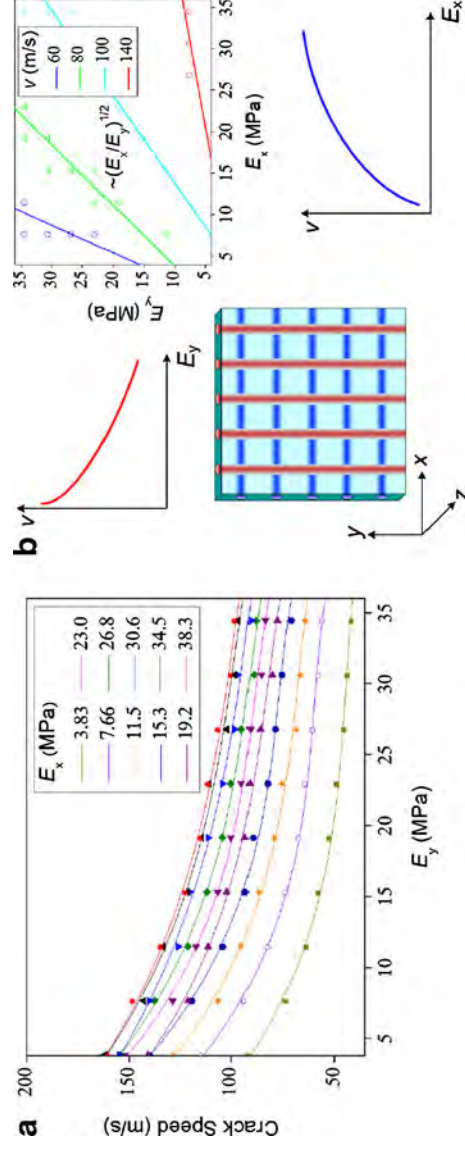 a
Crack Speed (m/s)
200
150
100
50
E_x (MPa)
3.83 23.0
7.66 26.8
11.5 30.6
15.3 34.5
19.2 38.3
5 10 15 20 25 30 35
E_y (MPa)
b
v
E_y
E_y (MPa)
35
30
25
20
15
10
5
v (m/s)
60
80
100
140
~(E_x/E_y)^1/2
5 10 15 20 25 30 35
E_x (MPa)
y
x
z
v
E_x